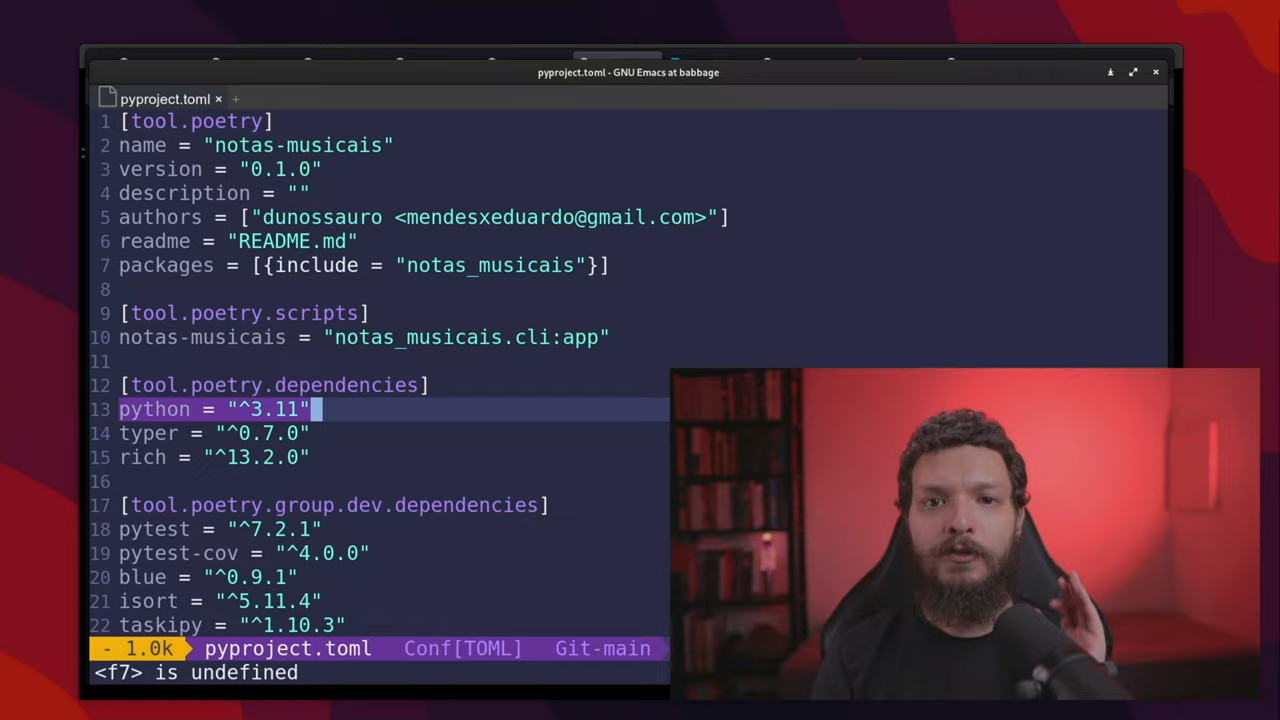 pyproject.toml - GNU Emacs at babbage
pyproject.toml × +
1 [tool.poetry]
2 name = "notas-musicais"
3 version = "0.1.0"
4 description = ""
5 authors = ["dunossauro <mendesxeduardo@gmail.com>"]
6 readme = "README.md"
7 packages = [{include = "notas_musicais"}]
8
9 [tool.poetry.scripts]
10 notas-musicais = "notas_musicais.cli:app"
11
12 [tool.poetry.dependencies]
13 python = "^3.11"
14 typer = "^0.7.0"
15 rich = "^13.2.0"
16
17 [tool.poetry.group.dev.dependencies]
18 pytest = "^7.2.1"
19 pytest-cov = "^4.0.0"
20 blue = "^0.9.1"
21 isort = "^5.11.4"
22 taskipy = "^1.10.3"
- 1.0k pyproject.toml Conf[TOML] Git-main
<f7> is undefined